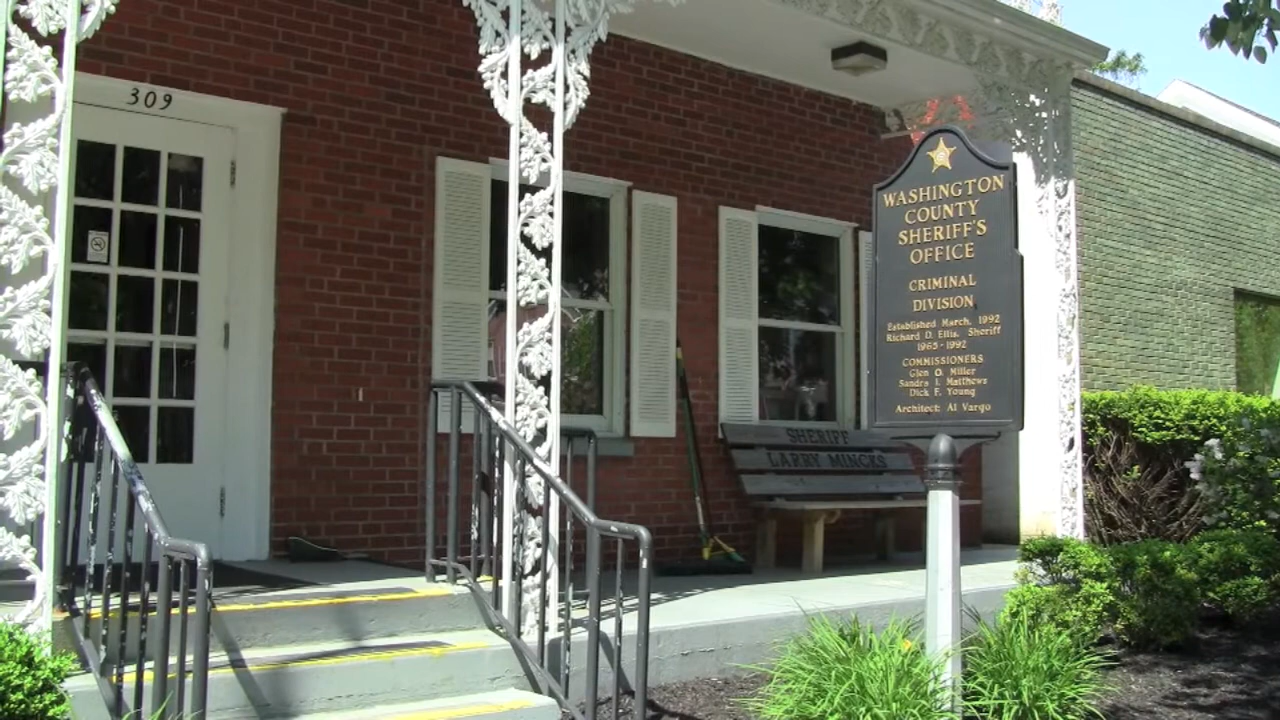 309
WASHINGTON
COUNTY
SHERIFF'S
OFFICE
CRIMINAL
DIVISION
Established March, 1992
Richard D. Ellis, Sheriff
1965-1992
COMMISSIONERS
Glen O. Miller
Sandra I. Matthews
Dick F. Young
Architect: Al Vargo
SHERIFF
LARRY MINCKS